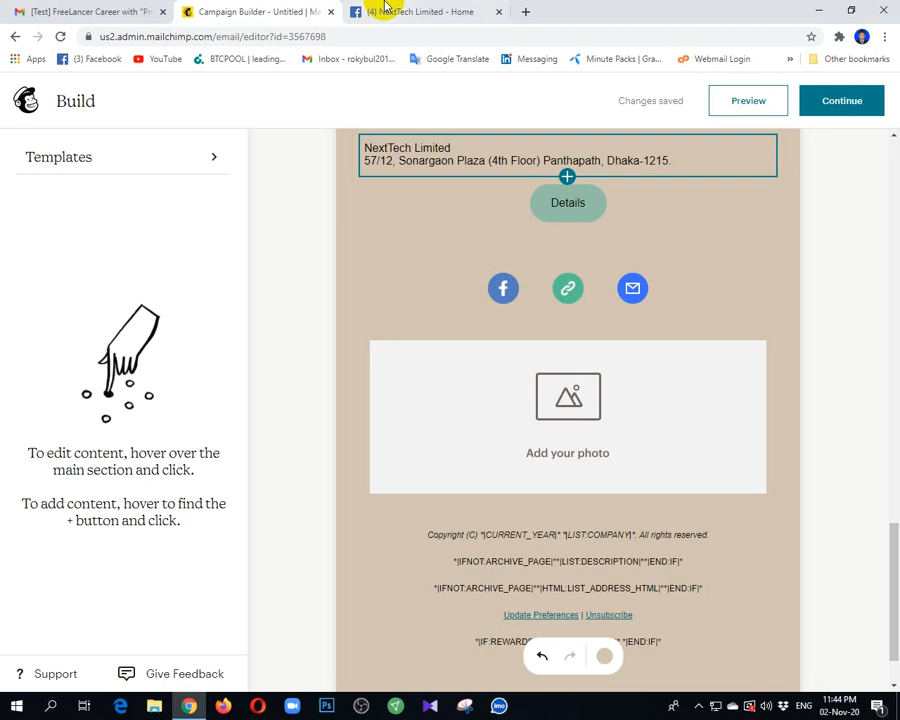 [Test] FreeLancer Career with "Pro
Campaign Builder - Untitled | Ma
(4) NextTech Limited - Home
us2.admin.mailchimp.com/email/editor?id=3567698
Apps
(3) Facebook
YouTube
BTCPOOL | leading...
Inbox - rokybul201...
Google Translate
Messaging
Minute Packs | Gra...
Webmail Login
»
Other bookmarks
Build
Changes saved
Preview
Continue
Templates
NextTech Limited
57/12, Sonargaon Plaza (4th Floor) Panthapath, Dhaka-1215.
Details
Add your photo
To edit content, hover over the
main section and click.
To add content, hover to find the
+ button and click.
Copyright (C) *|CURRENT_YEAR|* *|LIST:COMPANY|*. All rights reserved.
*|IFNOT:ARCHIVE_PAGE|**|LIST:DESCRIPTION|**|END:IF|*
*|IFNOT:ARCHIVE_PAGE|**|HTML:LIST_ADDRESS_HTML|**|END:IF|*
Update Preferences | Unsubscribe
*|IF:REWARDS *|END:IF|*
? Support
Give Feedback
ENG
11:44 PM
02-Nov-20